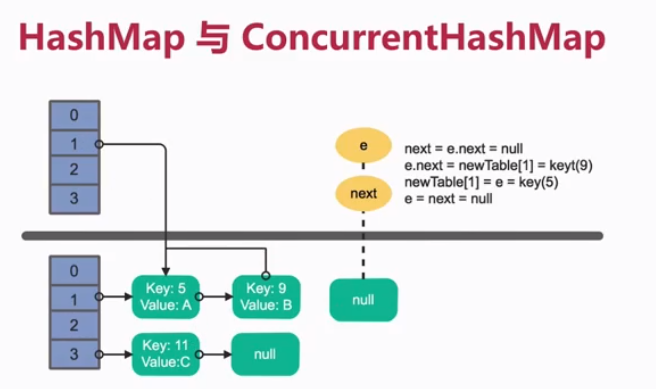 HashMap 与 ConcurrentHashMap
0
1
2
3
e
next
next = e.next = null
e.next = newTable[1] = keyt(9)
newTable[1] = e = key(5)
e = next = null
0
1
2
3
Key: 5
Value: A
Key: 9
Value: B
null
Key: 11
Value:C
null